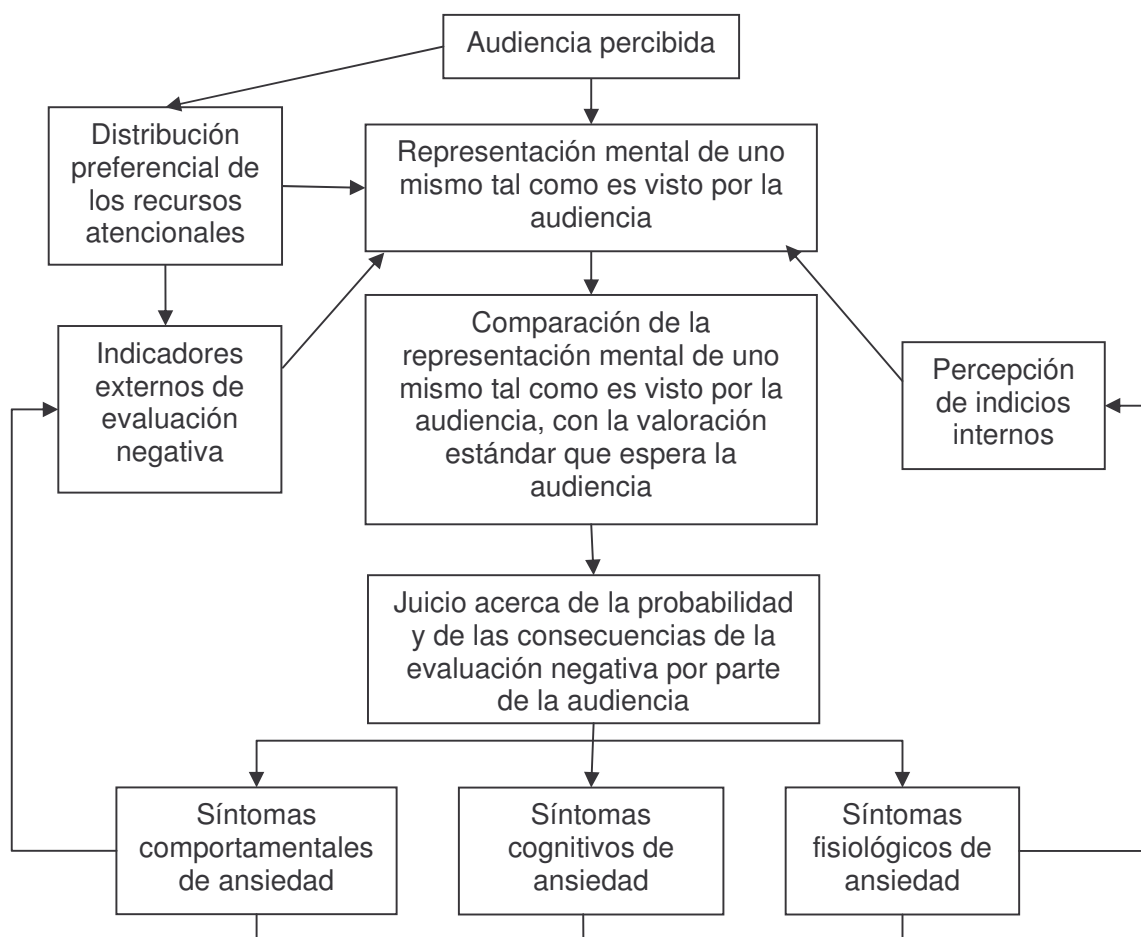 Audiencia percibida
Distribución
preferencial de
los recursos
atencionales
Representación mental de uno
mismo tal como es visto por la
audiencia
Indicadores
externos de
evaluación
negativa
Comparación de la
representación mental de uno
mismo tal como es visto por la
audiencia, con la valoración
estándar que espera la
audiencia
Percepción
de indicios
internos
Juicio acerca de la probabilidad
y de las consecuencias de la
evaluación negativa por parte
de la audiencia
Síntomas
comportamentales
de ansiedad
Síntomas
cognitivos de
ansiedad
Síntomas
fisiológicos de
ansiedad